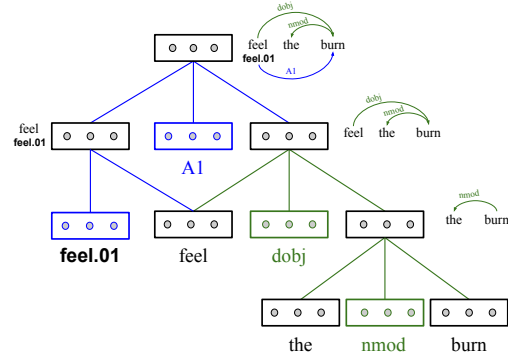 dobj
nmod
feel the burn
feel.01
A1
dobj
nmod
feel
feel.01
feel the burn
A1
nmod
the burn
feel.01 feel dobj
the nmod burn